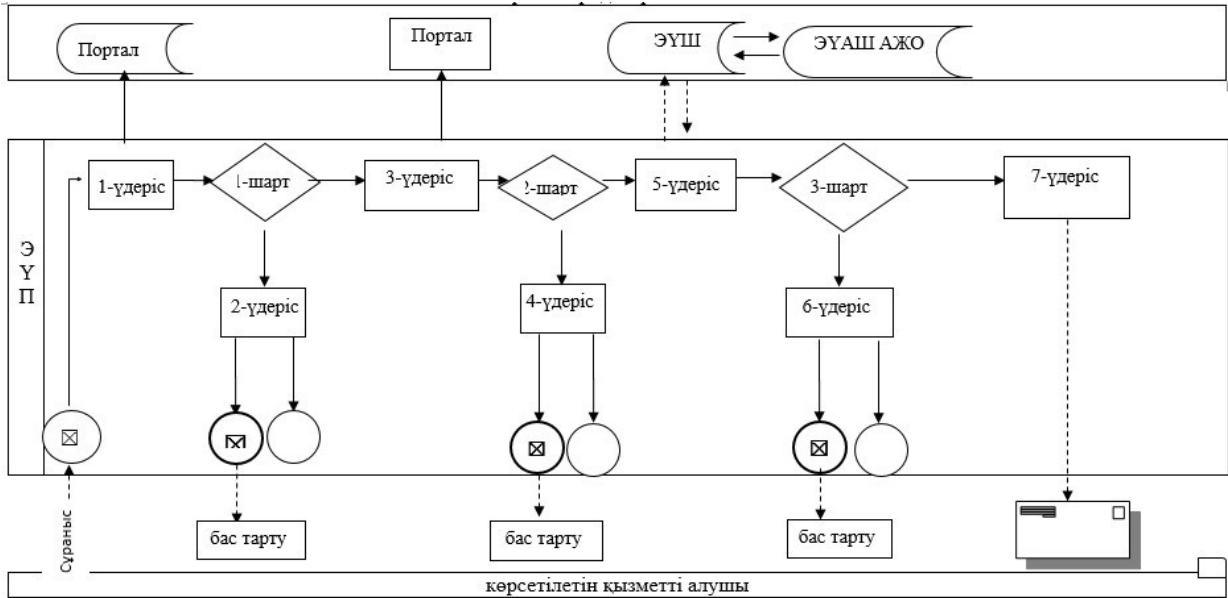 Портал
Портал
ЭҮШ
ЭҮАШ АЖО
1-үдеріс
1-шарт
3-үдеріс
2-шарт
5-үдеріс
3-шарт
7-үдеріс
ЭҮП
2-үдеріс
4-үдеріс
6-үдеріс
Сұраныс
бас тарту
бас тарту
бас тарту
көрсетілетін қызметті алушы